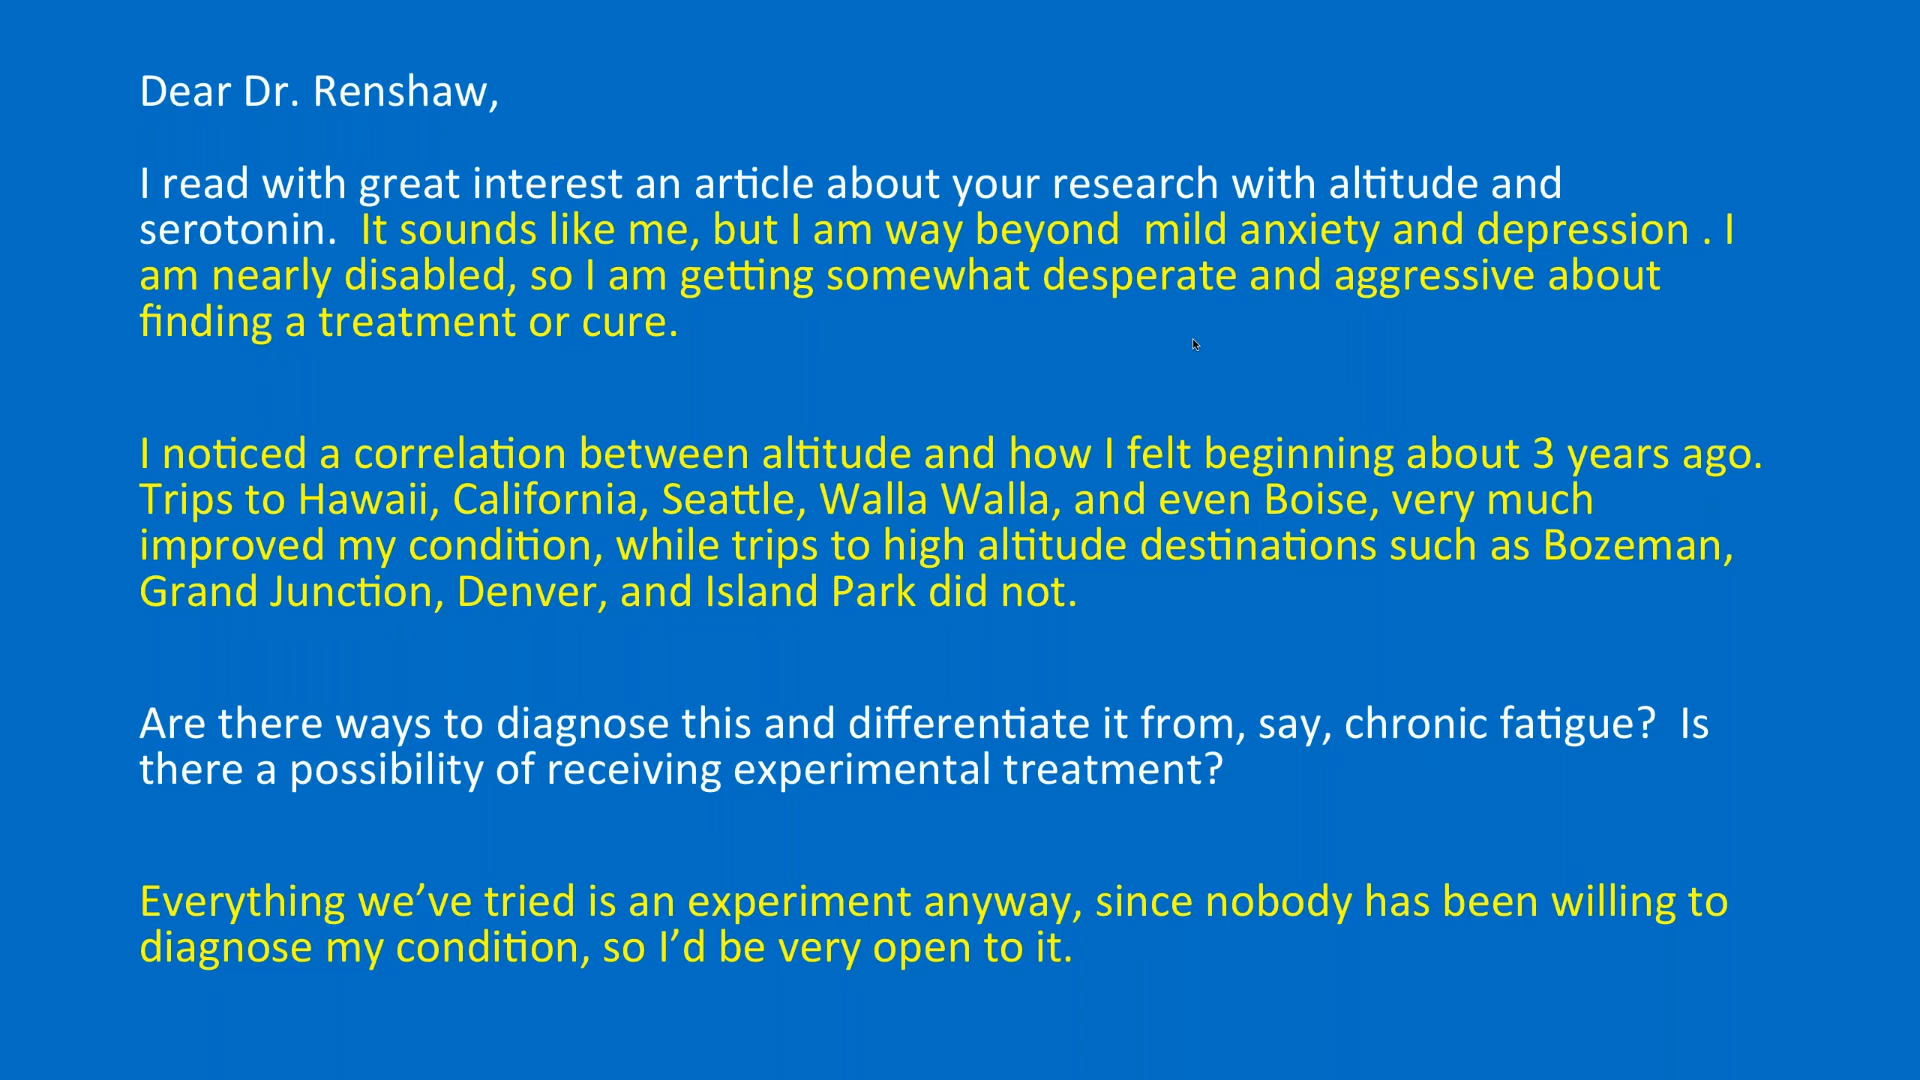 Dear Dr. Renshaw,
I read with great interest an article about your research with altitude and
serotonin.  It sounds like me, but I am way beyond  mild anxiety and depression . I
am nearly disabled, so I am getting somewhat desperate and aggressive about
finding a treatment or cure.
I noticed a correlation between altitude and how I felt beginning about 3 years ago.
Trips to Hawaii, California, Seattle, Walla Walla, and even Boise, very much
improved my condition, while trips to high altitude destinations such as Bozeman,
Grand Junction, Denver, and Island Park did not.
Are there ways to diagnose this and differentiate it from, say, chronic fatigue?  Is
there a possibility of receiving experimental treatment?
Everything we’ve tried is an experiment anyway, since nobody has been willing to
diagnose my condition, so I’d be very open to it.